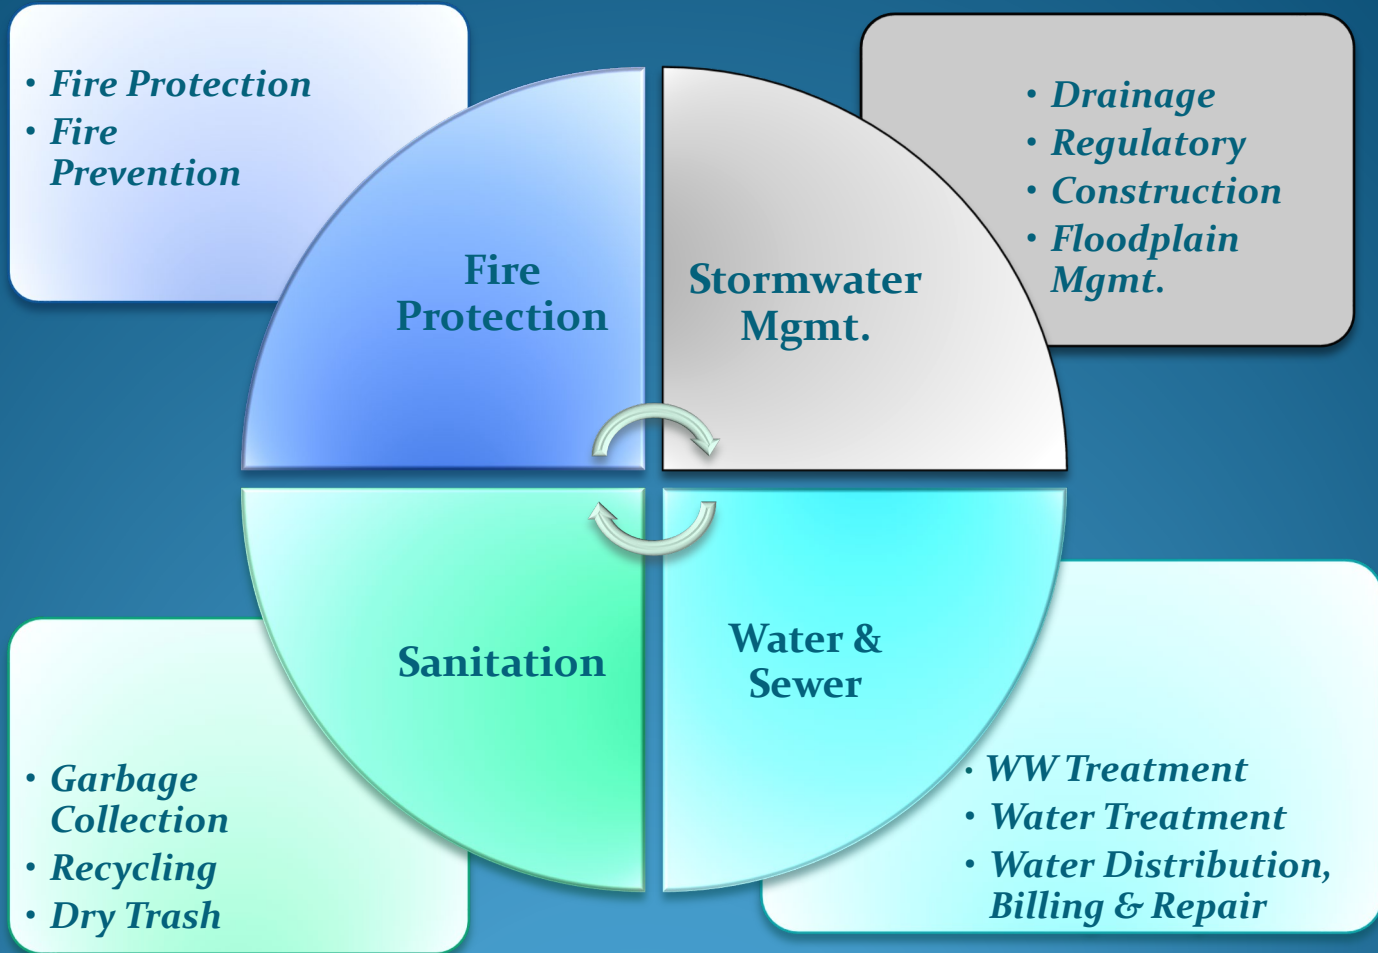 • Fire Protection
• Fire
Prevention
Fire
Protection
Stormwater
Mgmt.
• Drainage
• Regulatory
• Construction
• Floodplain
Mgmt.
Sanitation
Water &
Sewer
• Garbage
Collection
• Recycling
• Dry Trash
• WW Treatment
• Water Treatment
• Water Distribution,
Billing & Repair